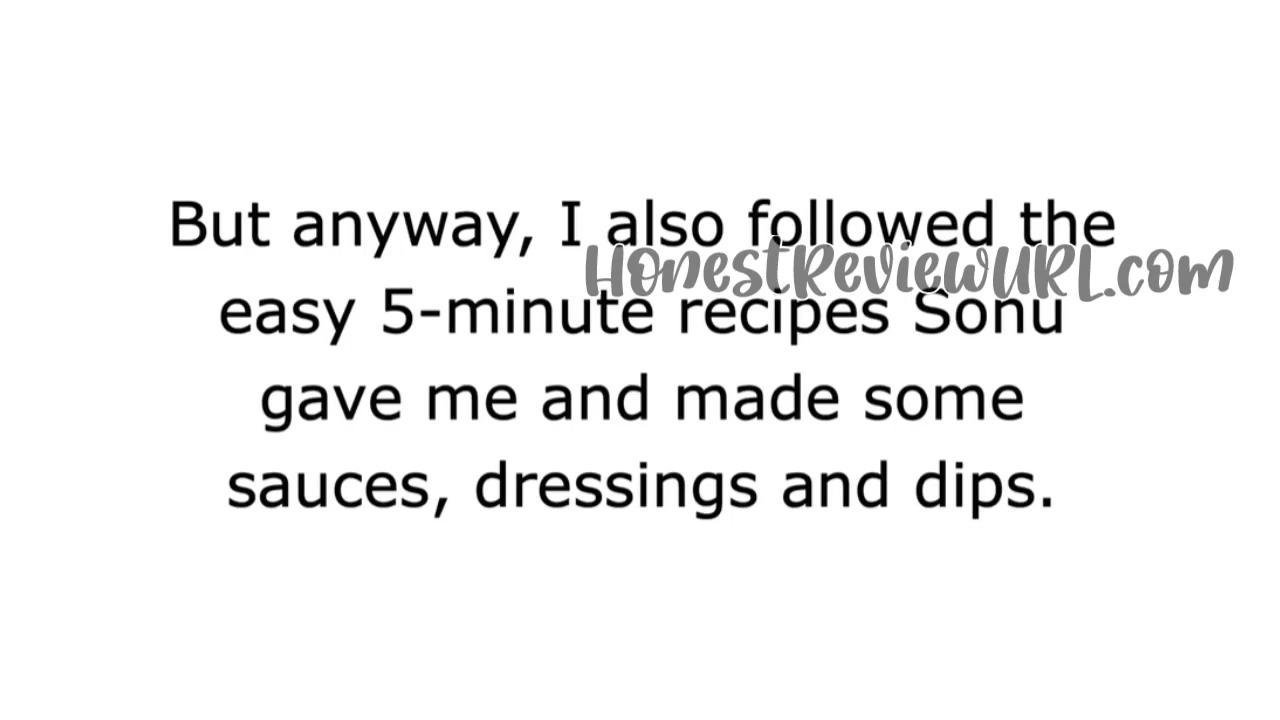 But anyway, I also followed the
HonestReviewURL.com
easy 5-minute recipes Sonu
gave me and made some
sauces, dressings and dips.